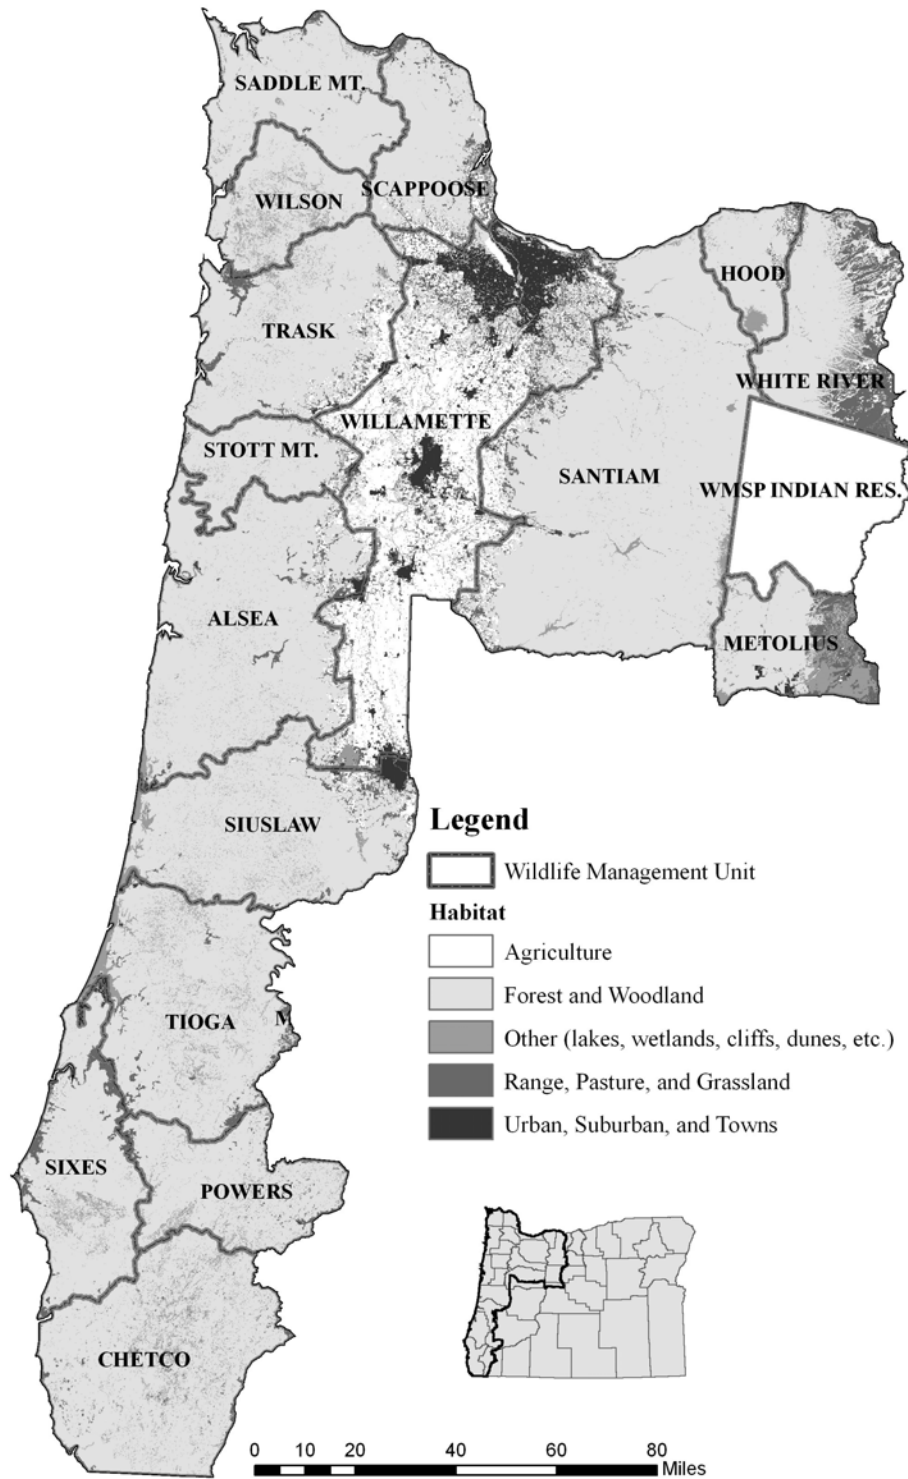 SADDLE MT.
WILSON
SCAPPOOSE
HOOD
TRASK
WHITE RIVER
WILLAMETTE
STOTT MT.
SANTIAM
WMSP INDIAN RES.
ALSEA
METOLIUS
SIUSLAW
Legend
Wildlife Management Unit
Habitat
Agriculture
Forest and Woodland
Other (lakes, wetlands, cliffs, dunes, etc.)
Range, Pasture, and Grassland
Urban, Suburban, and Towns
TIOGA
M
SIXES
POWERS
CHETCO
0 10 20 40 60 80
Miles